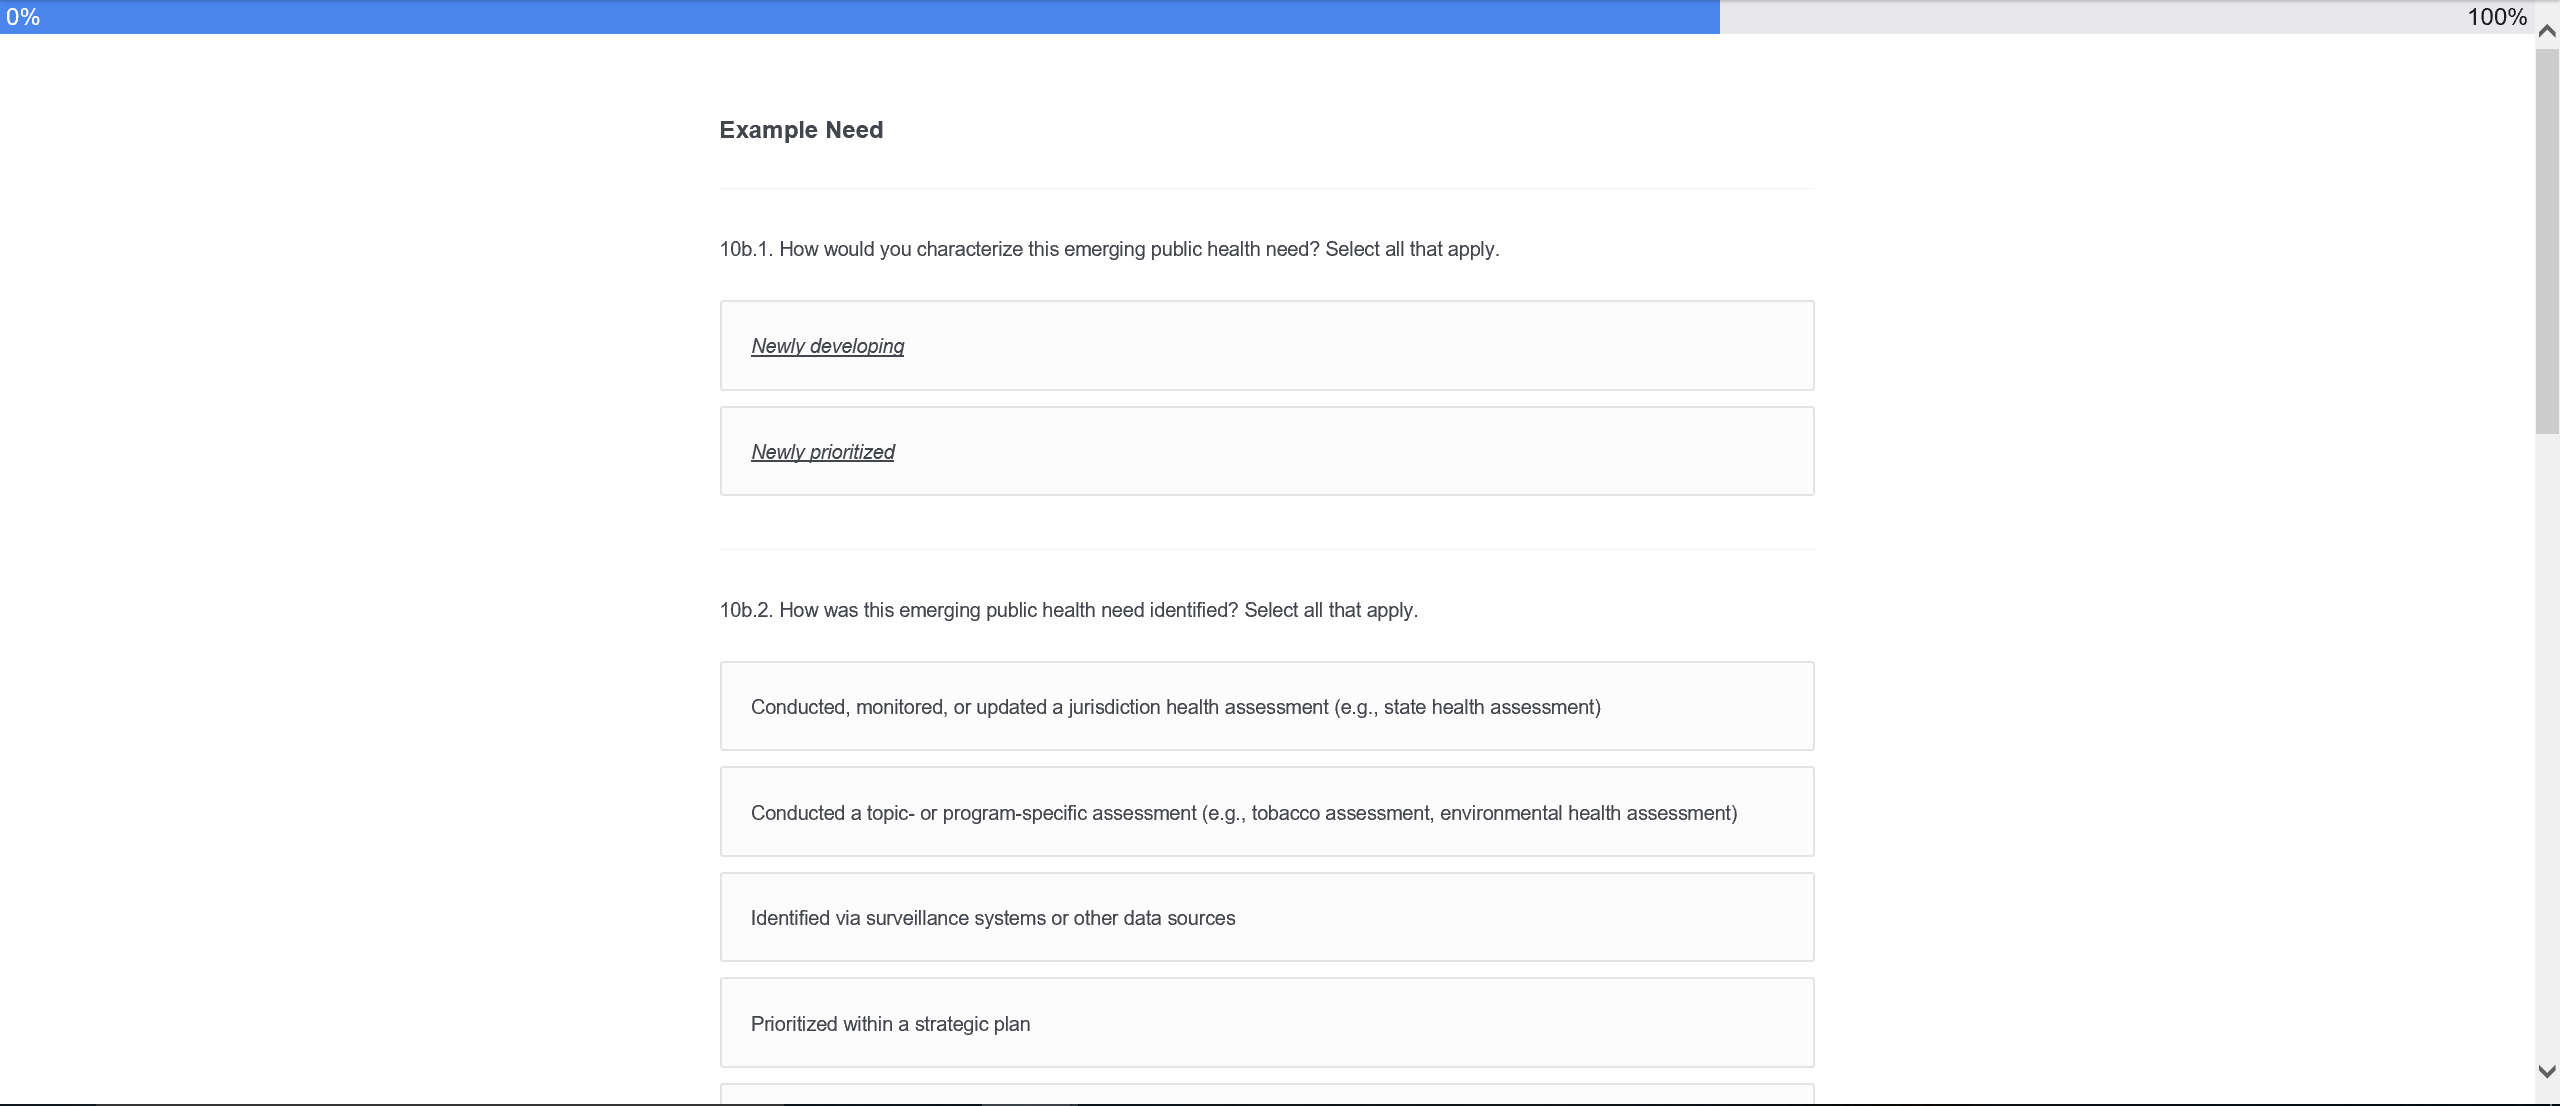 0%
100%
Example Need
10b.1. How would you characterize this emerging public health need? Select all that apply.
Newly developing
Newly prioritized
10b.2. How was this emerging public health need identified? Select all that apply.
Conducted, monitored, or updated a jurisdiction health assessment (e.g., state health assessment)
Conducted a topic- or program-specific assessment (e.g., tobacco assessment, environmental health assessment)
Identified via surveillance systems or other data sources
Prioritized within a strategic plan